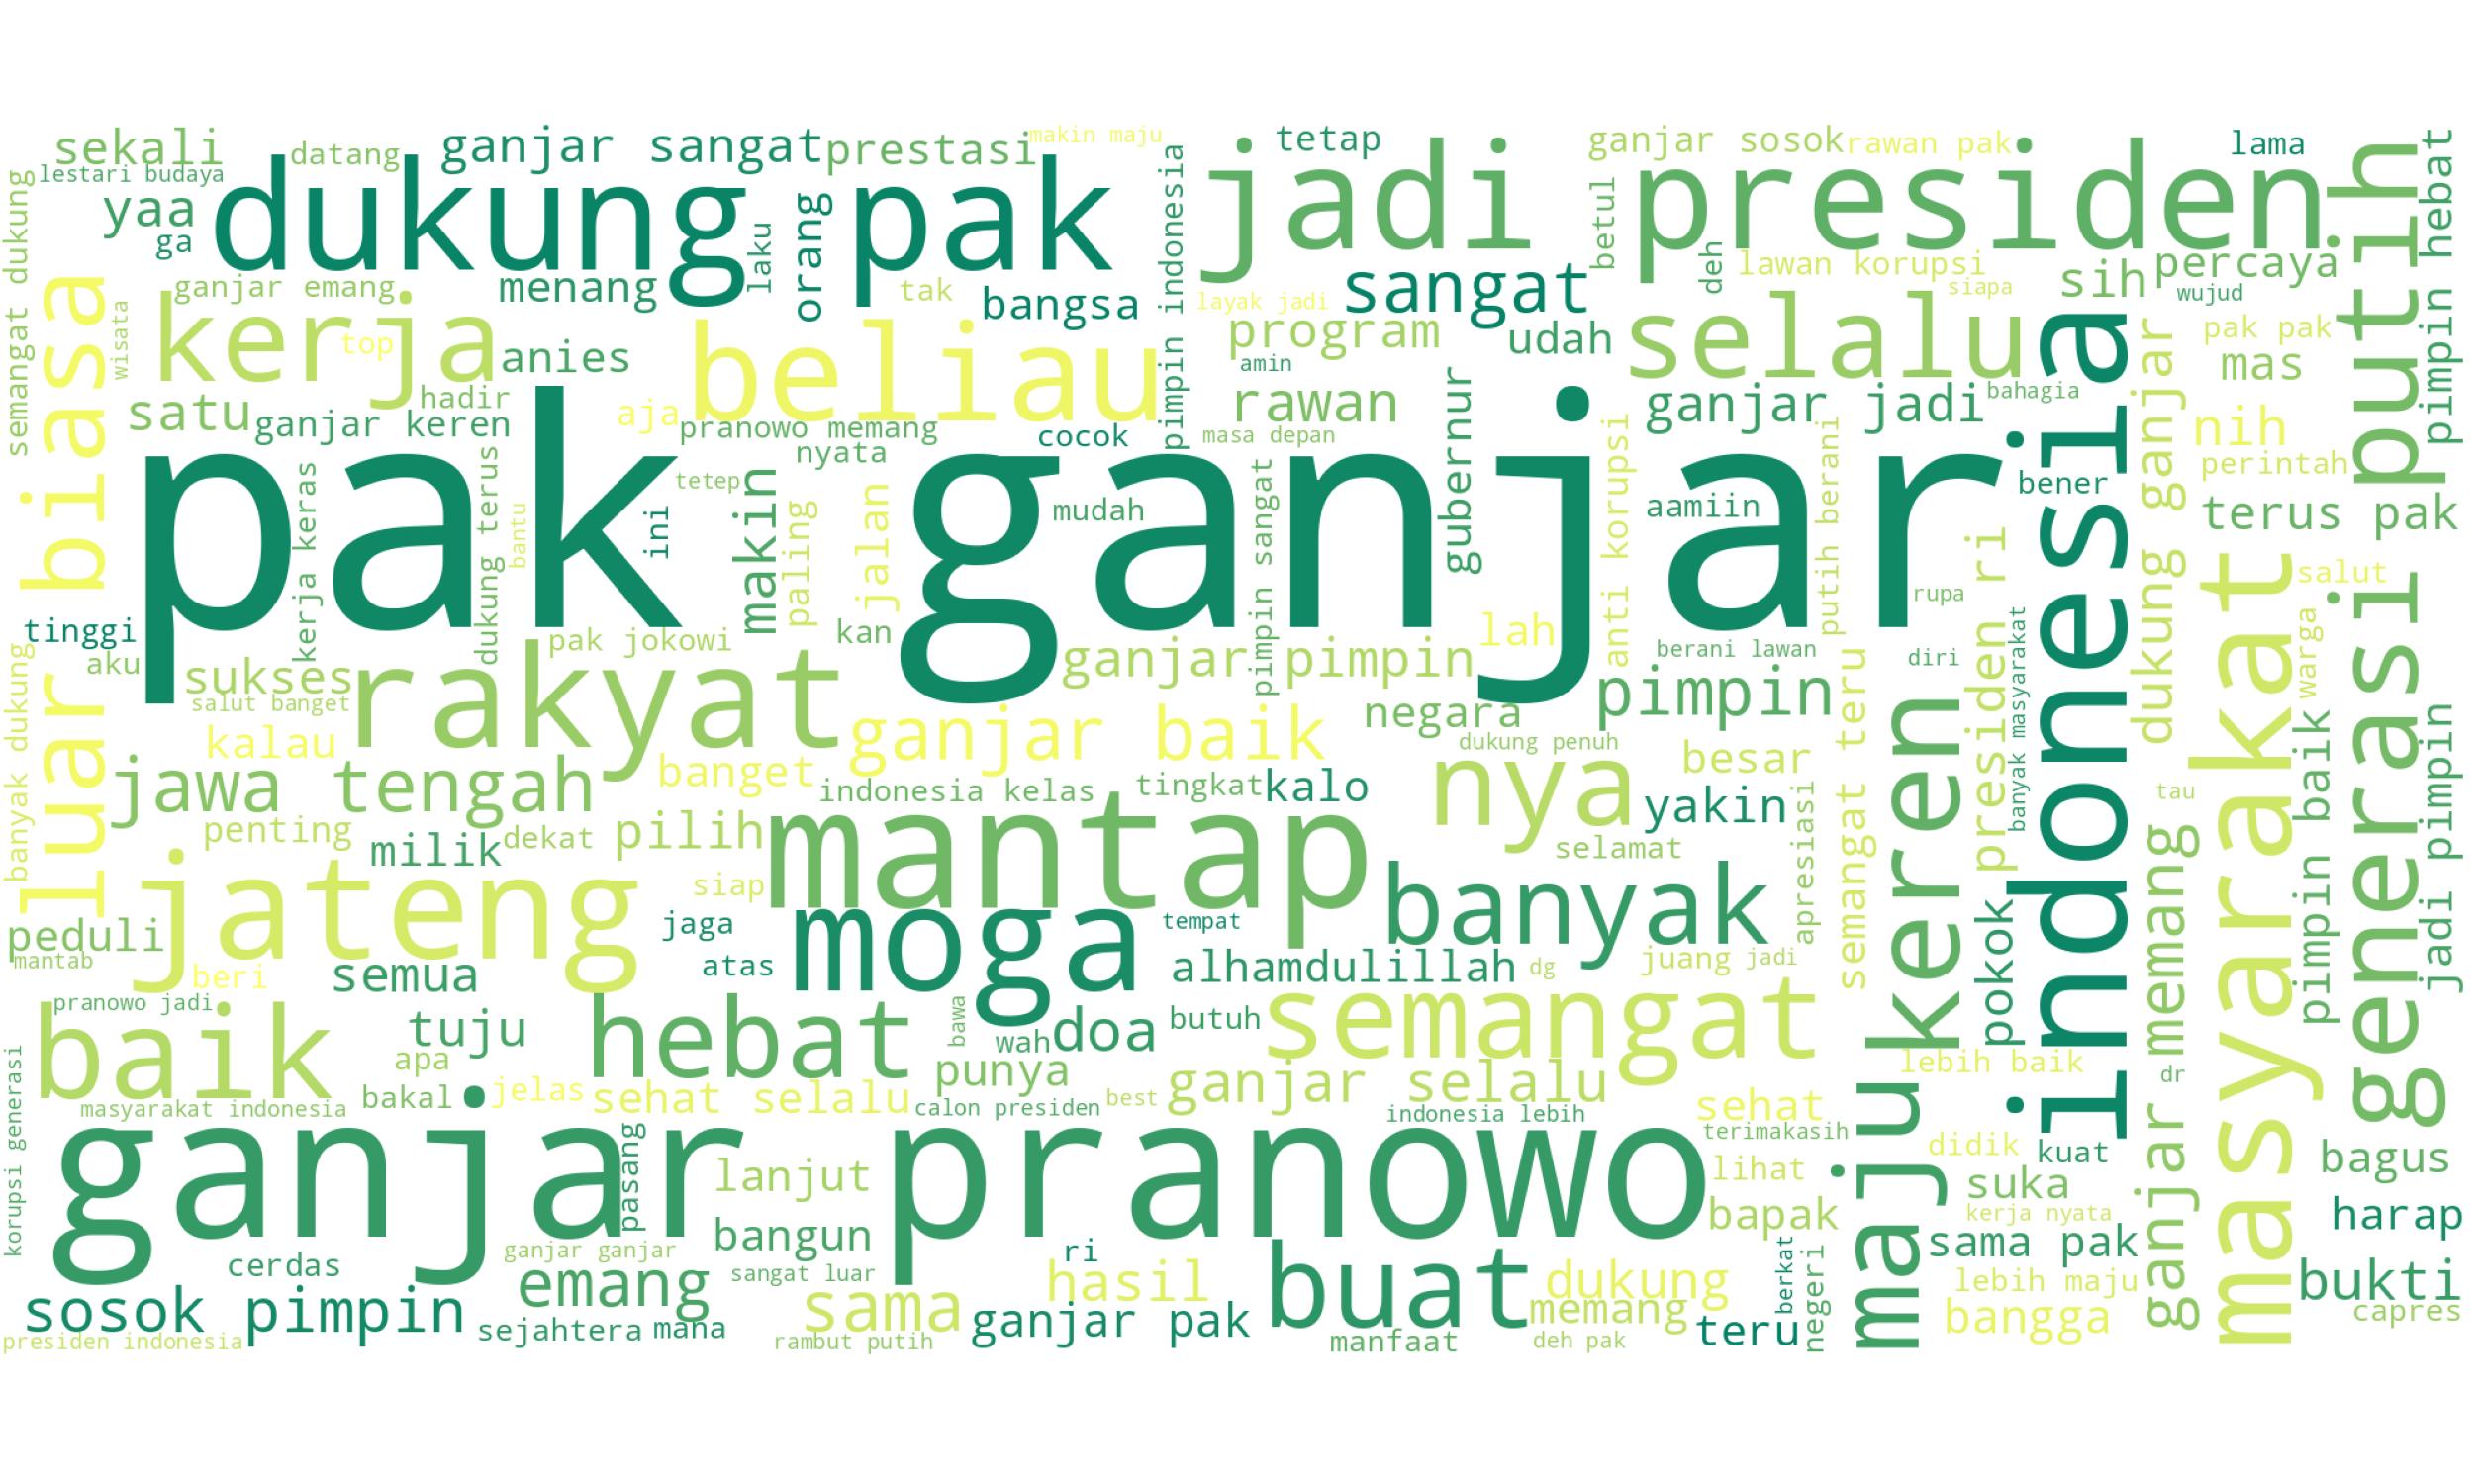 sekali
datang
ganjar sangat
prestasi
makin maju
tetap
ganjar sosok
rawan pak
lama
lestari budaya
dukung pak
jadi presiden
yaa
ga
laku
orang
pimpin indonesia
betul
deh
lawan korupsi
siapa
sih
percaya
wujud
putih
generasi putih
pimpin hebat
semangat dukung
luar biasa
wisata
ganjar emang
menang
tak
bangsa
layak jadi
sangat
kerja
top
anies
beliau
program
udah
selalu
pak pak
mas
amin
satu
ganjar keren
hadir
aja
pranowo memang
cocok
rawan
ganjar jadi
bahagia
nyata
masa depan
gubernur
nih
perintah
pak ganjar
kerja keras
dukung terus
bantu
ini
tetep
makin
paling
jalan
mudah
pimpin sangat
anti korupsi
aamiin
putih berani
bener
indonesia
dukung ganjar
terus pak
tinggi
aku
pak jokowi
kan
lah
rupa
presiden ri
salut
warga
sukses
salut banget
rakyat
ganjar pimpin
berani lawan
diri
banyak masyarakat
masyarakat
banyak dukung
kalau
ganjar baik
negara
pimpin
dukung penuh
semangat teru
maju keren
jawa tengah
banget
indonesia kelas
tingkat
kalo
nya
besar
yakin
tau
pimpin baik
jadi pimpin
penting
milik
dekat
pilih
mantap
selamat
apresiasi
ganjar memang
jateng
siap
banyak
peduli
mantab
beri
semua
jaga
atas
moga
tempat
alhamdulillah
dg
juang jadi
pokok
pranowo jadi
baik
tuju
hebat
bawa
wah
doa
butuh
semangat
lebih baik
dr
apa
punya
korupsi generasi
masyarakat indonesia
bakal
jelas
sehat selalu
calon presiden
best
ganjar selalu
indonesia lebih
sehat
terimakasih
didik
kuat
bagus
ganjar pranowo
pasang
lanjut
lihat
suka
bangun
bapak
kerja nyata
harap
cerdas
ganjar ganjar
ri
berkat
negeri
sama pak
emang
sangat luar
hasil
buat
dukung
lebih maju
bukti
sosok pimpin
sejahtera
mana
sama
ganjar pak
memang
teru
bangga
capres
presiden indonesia
rambut putih
manfaat
deh pak